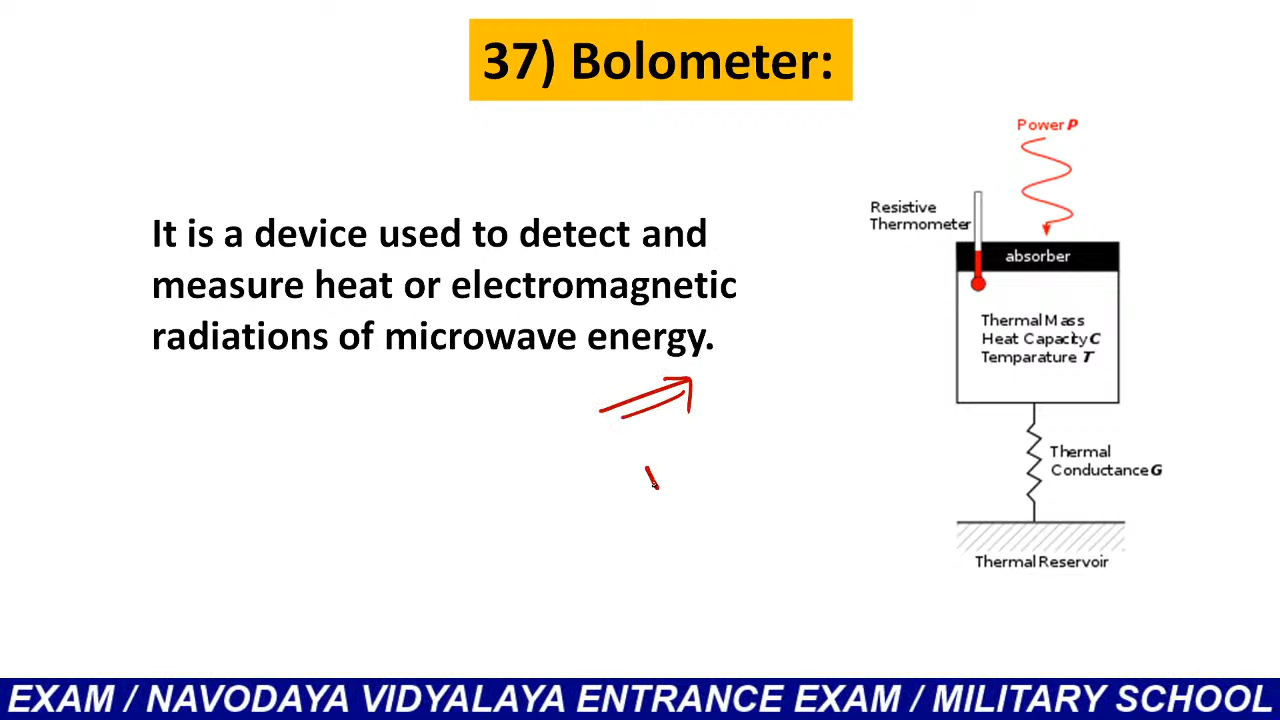 37) Bolometer:
It is a device used to detect and
measure heat or electromagnetic
radiations of microwave energy.
Power P
Resistive
Thermometer
absorber
Thermal Mass
Heat Capacity C
Temparature T
Thermal
Conductance G
Thermal Reservoir
EXAM / NAVODAYA VIDYALAYA ENTRANCE EXAM / MILITARY SCHOOL